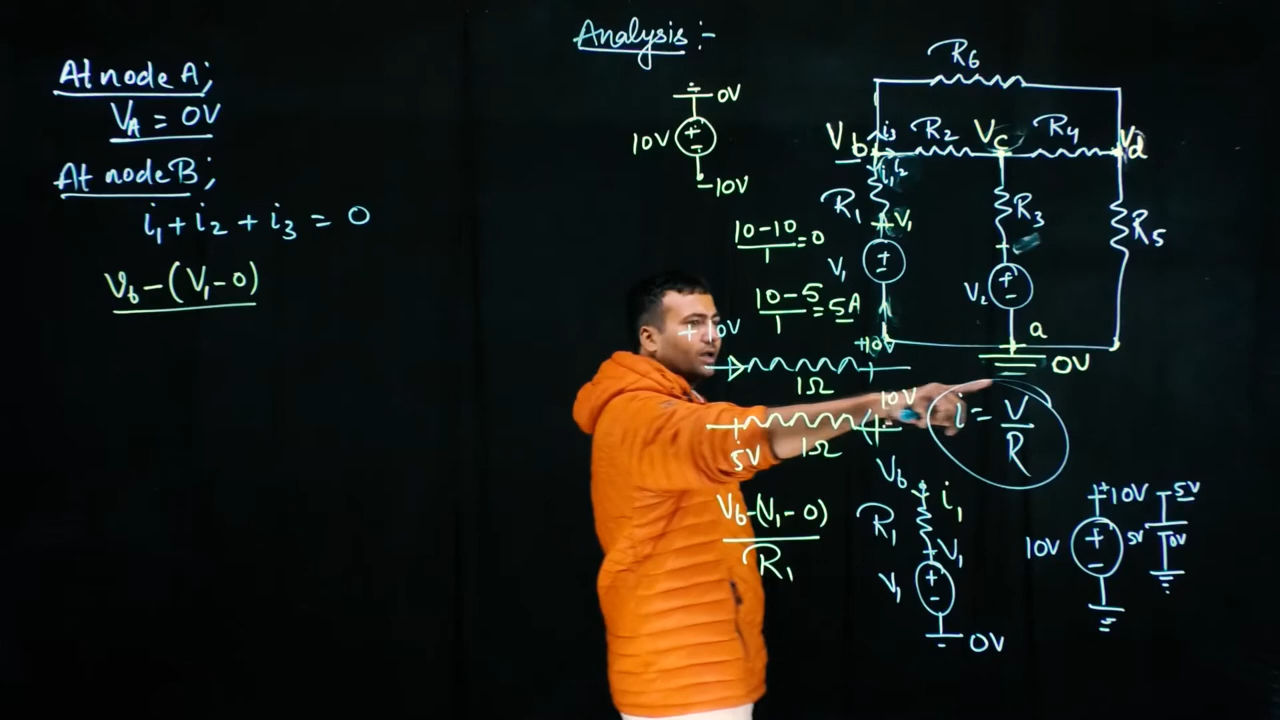 At node A;
V_A = 0V
At node B;
i₁ + i₂ + i₃ = 0
V_b - (V₁ - 0)
Analysis :-
0V
10V
+
-
-10V
10-10
1
=0
10-5
1
=5A
R₆
V_b
i₃
R₂
V_c
R₄
V_d
i₁
i₂
R₁
+V₁
V₁
+
-
R₃
V₂
+
-
R₅
a
0V
+10V
1Ω
+10V
5V
1Ω
10V
i = V
R
V_b - (V₁ - 0)
R₁
V_b
i₁
R₁
+V₁
V₁
+
-
0V
+10V
10V
+
-
5V
5V
0V